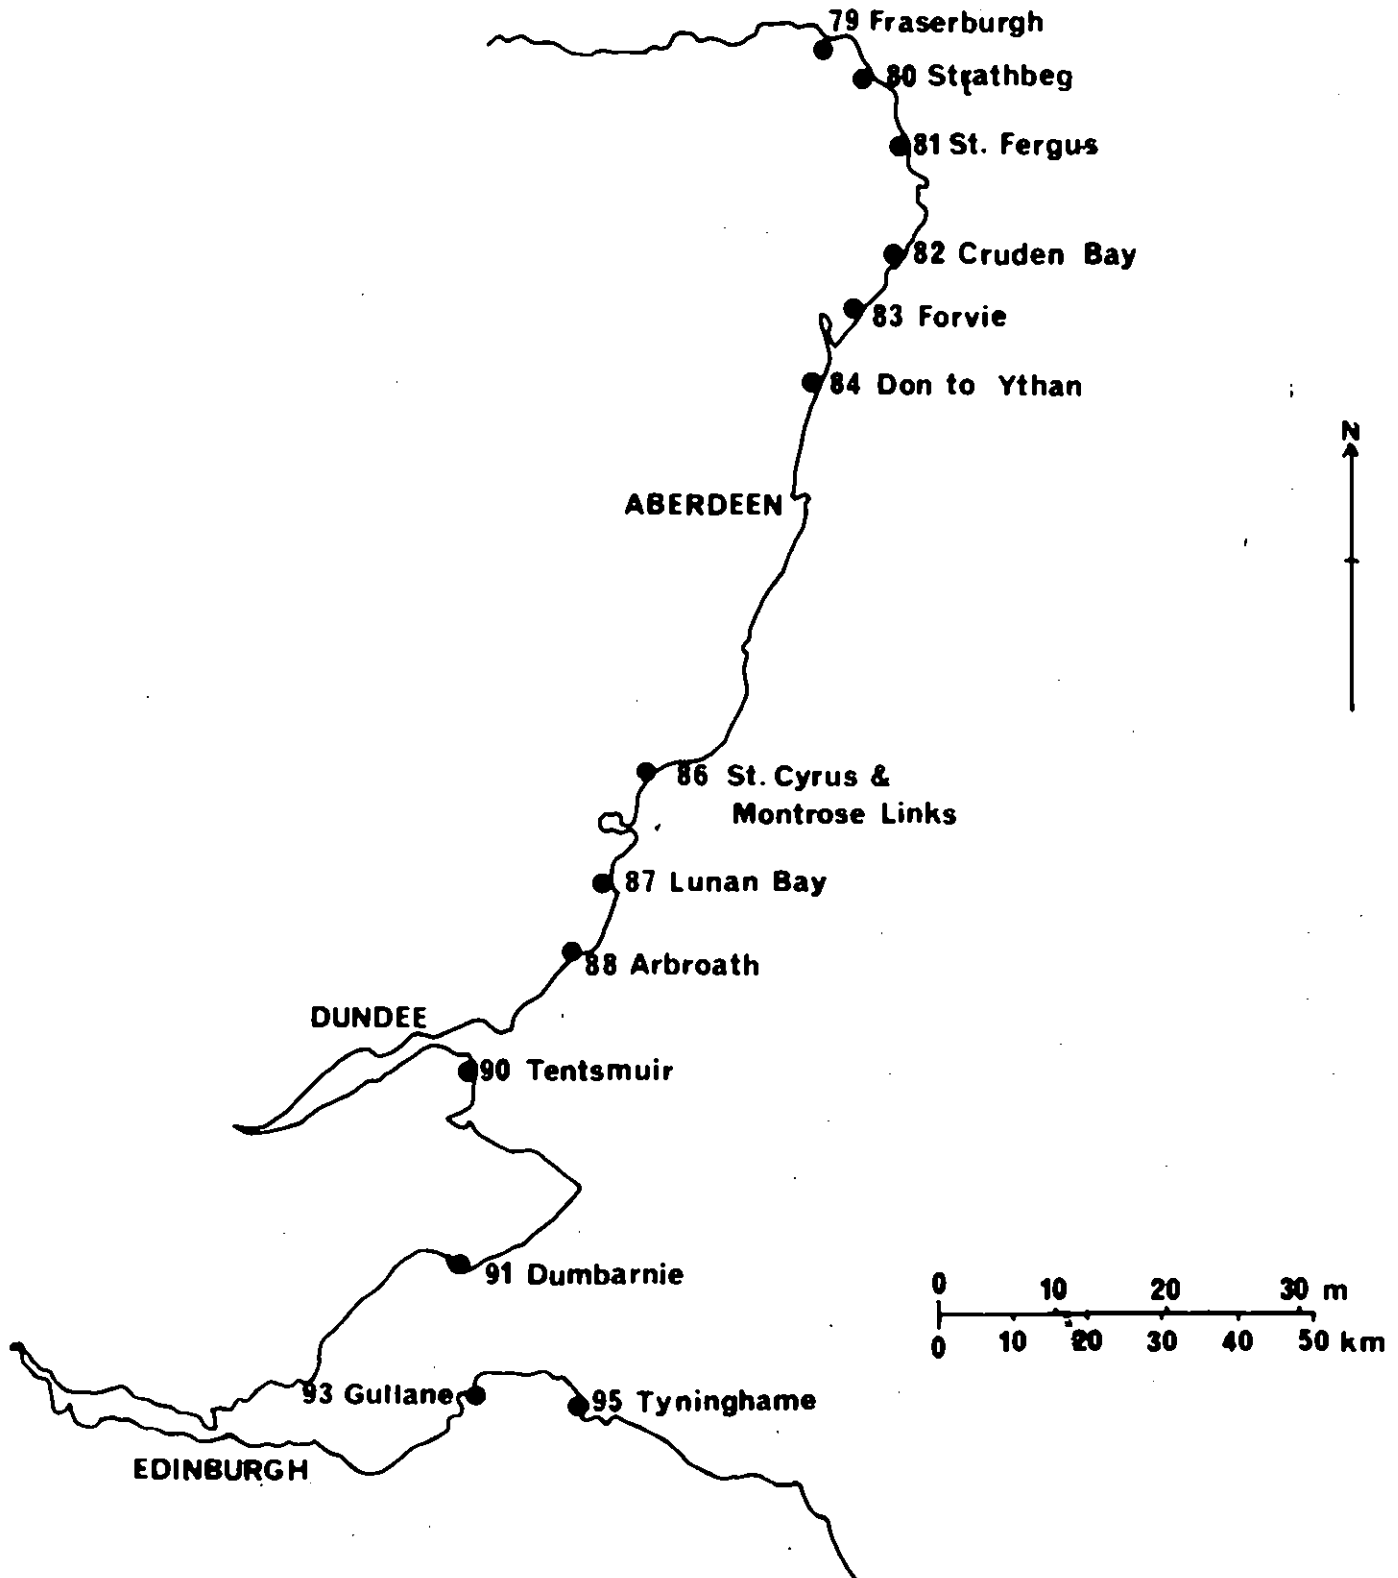 79 Fraserburgh
80 Strathbeg
81 St. Fergus
82 Cruden Bay
83 Forvie
84 Don to Ythan
N
ABERDEEN
86 St. Cyrus &
Montrose Links
87 Lunan Bay
88 Arbroath
DUNDEE
90 Tentsmuir
91 Dumbarnie
0 10 20 30 m
0 10 20 30 40 50 km
93 Gullane
95 Tyninghame
EDINBURGH